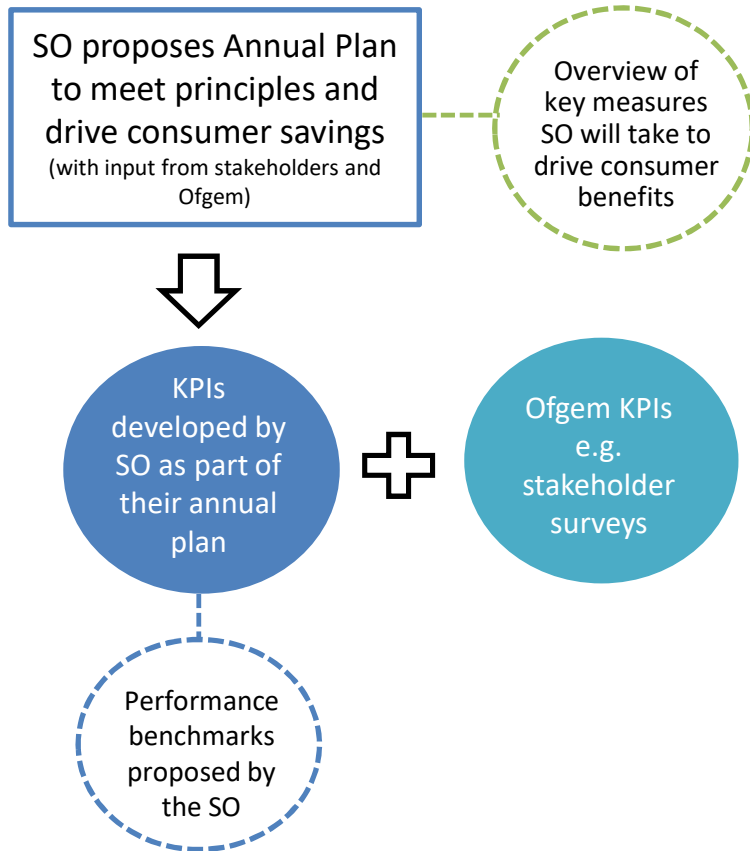 SO proposes Annual Plan
to meet principles and
drive consumer savings
(with input from stakeholders and
Ofgem)
Overview of
key measures
SO will take to
drive consumer
benefits
KPIs
developed by
SO as part of
their annual
plan
Ofgem KPIs
e.g.
stakeholder
surveys
Performance
benchmarks
proposed by
the SO